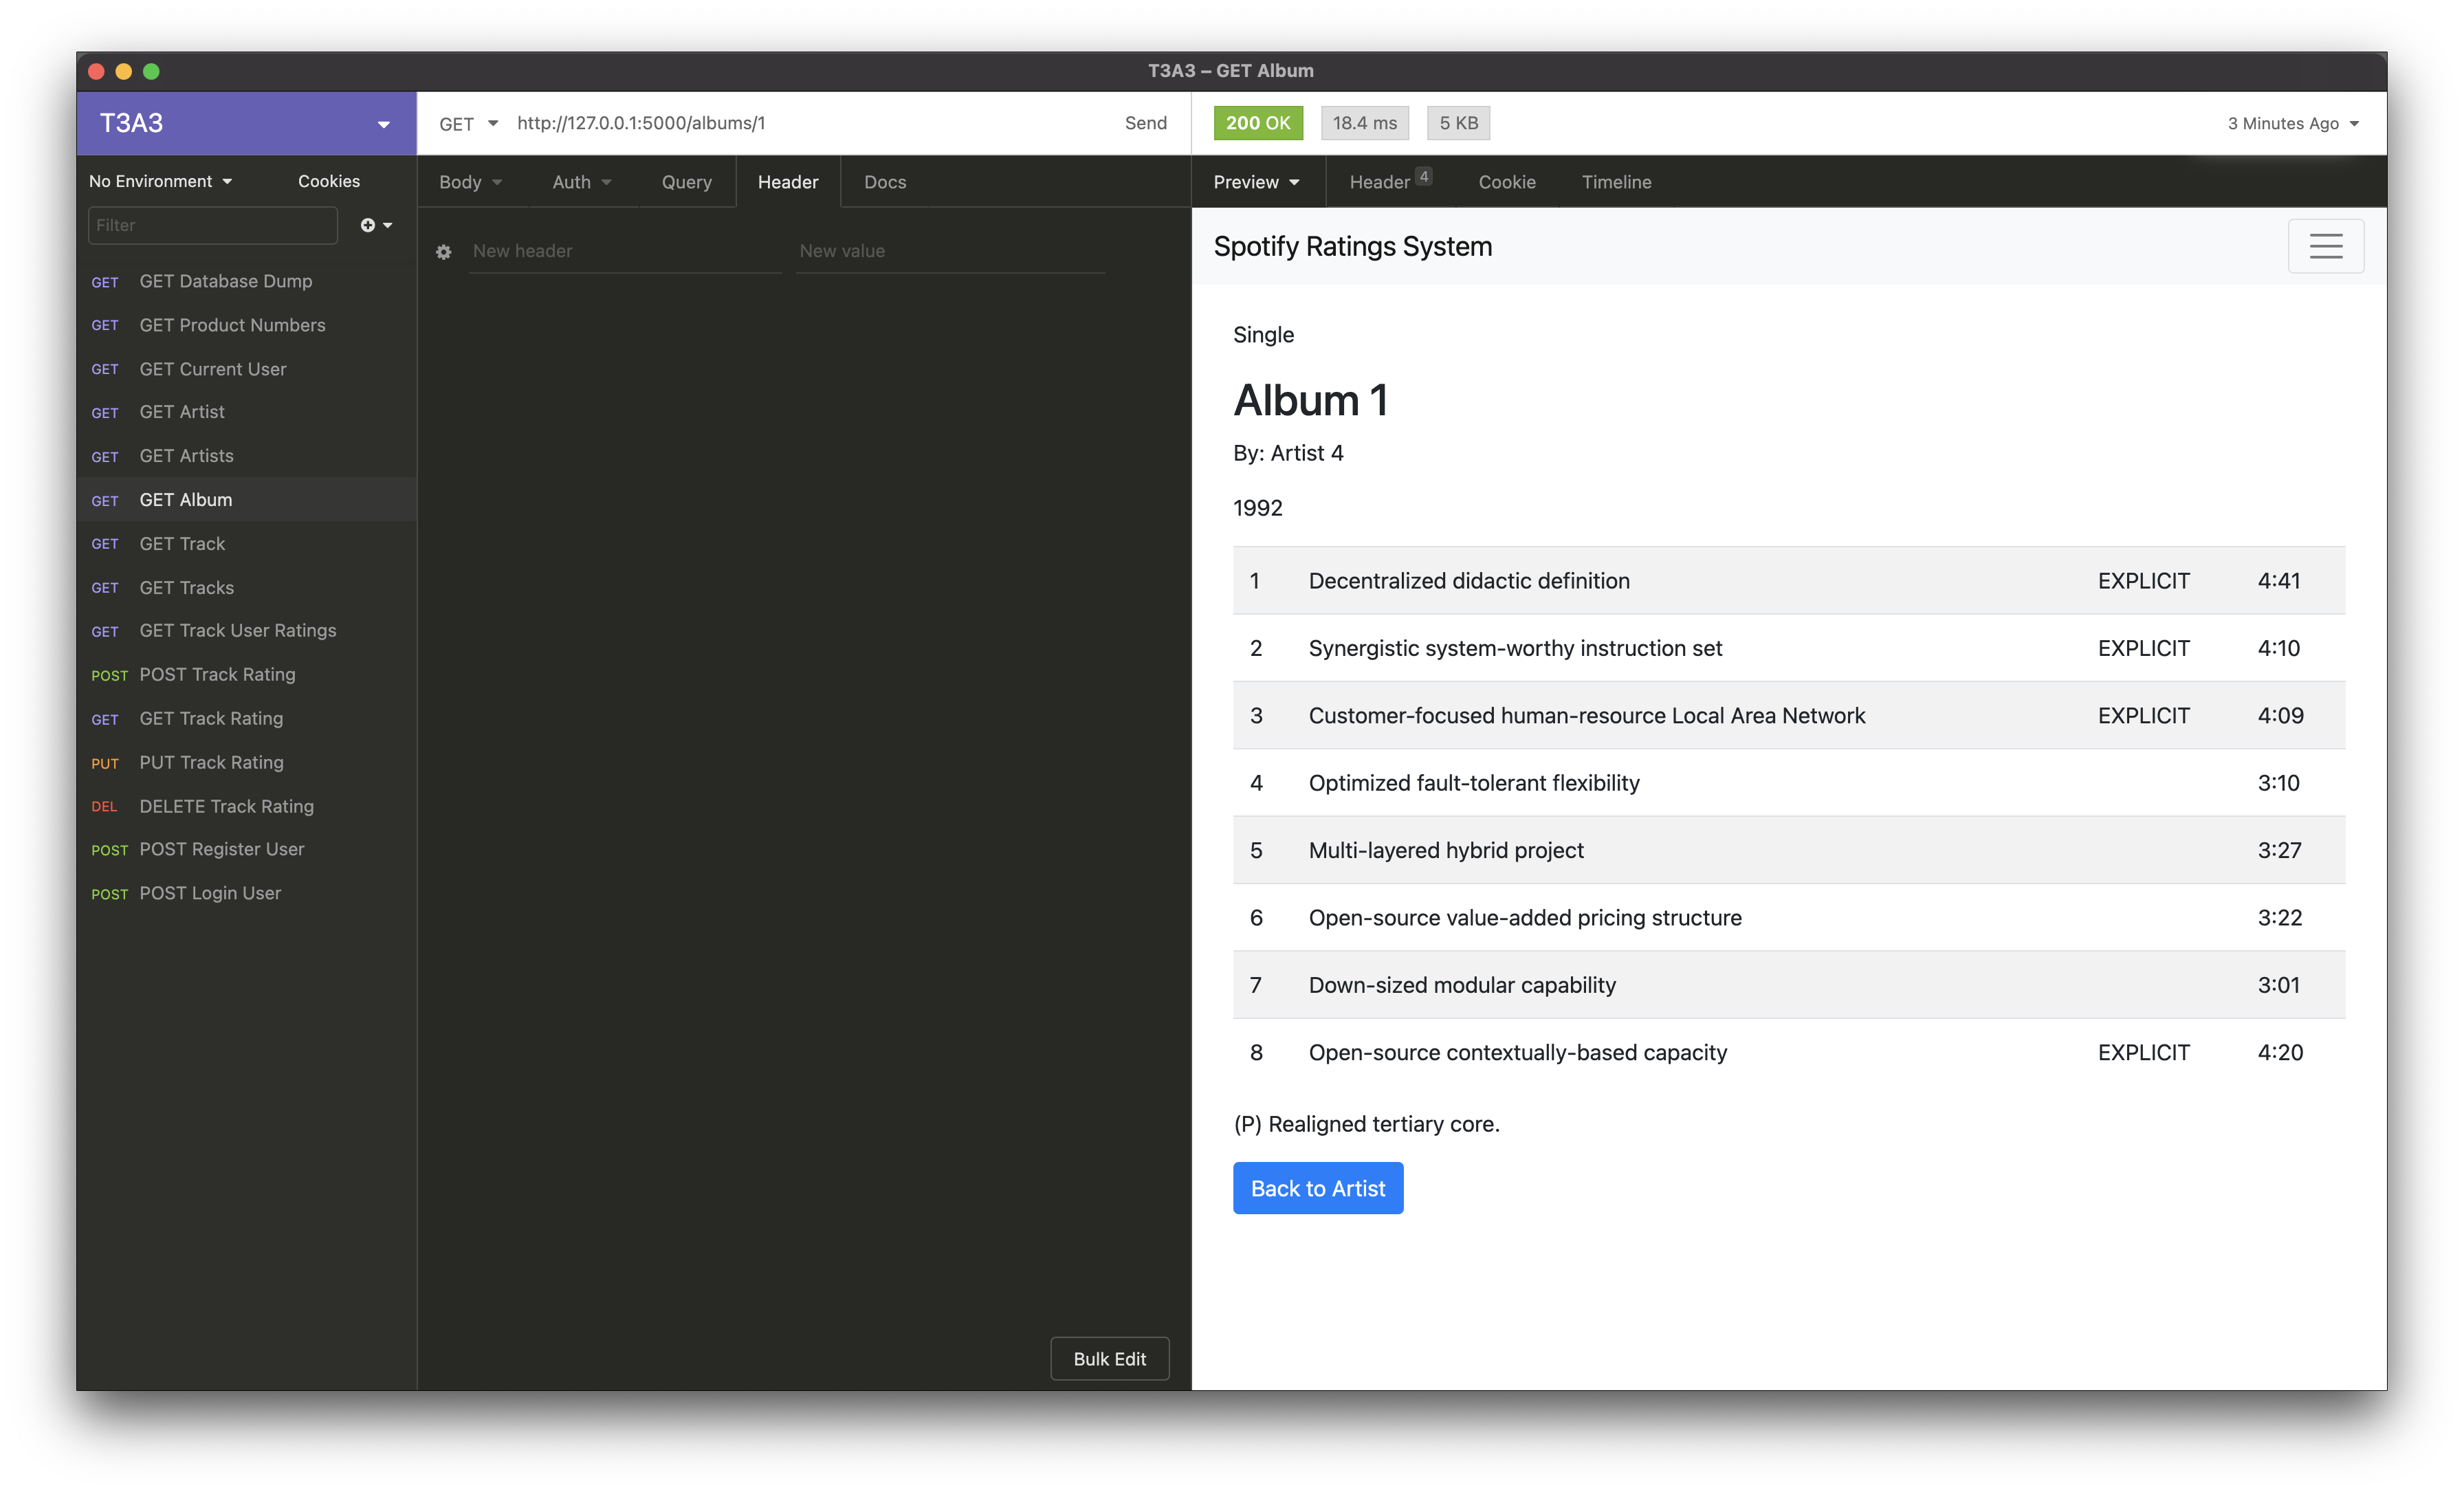 T3A3 – GET Album
T3A3
GET http://127.0.0.1:5000/albums/1 Send
200 OK 18.4 ms 5 KB 3 Minutes Ago
No Environment Cookies
Filter
GET GET Database Dump
GET GET Product Numbers
GET GET Current User
GET GET Artist
GET GET Artists
GET GET Album
GET GET Track
GET GET Tracks
GET GET Track User Ratings
POST POST Track Rating
GET GET Track Rating
PUT PUT Track Rating
DEL DELETE Track Rating
POST POST Register User
POST POST Login User
Body Auth Query Header Docs
New header New value
Bulk Edit
Preview Header 4 Cookie Timeline
Spotify Ratings System
Single
Album 1
By: Artist 4
1992
1 Decentralized didactic definition EXPLICIT 4:41
2 Synergistic system-worthy instruction set EXPLICIT 4:10
3 Customer-focused human-resource Local Area Network EXPLICIT 4:09
4 Optimized fault-tolerant flexibility 3:10
5 Multi-layered hybrid project 3:27
6 Open-source value-added pricing structure 3:22
7 Down-sized modular capability 3:01
8 Open-source contextually-based capacity EXPLICIT 4:20
(P) Realigned tertiary core.
Back to Artist